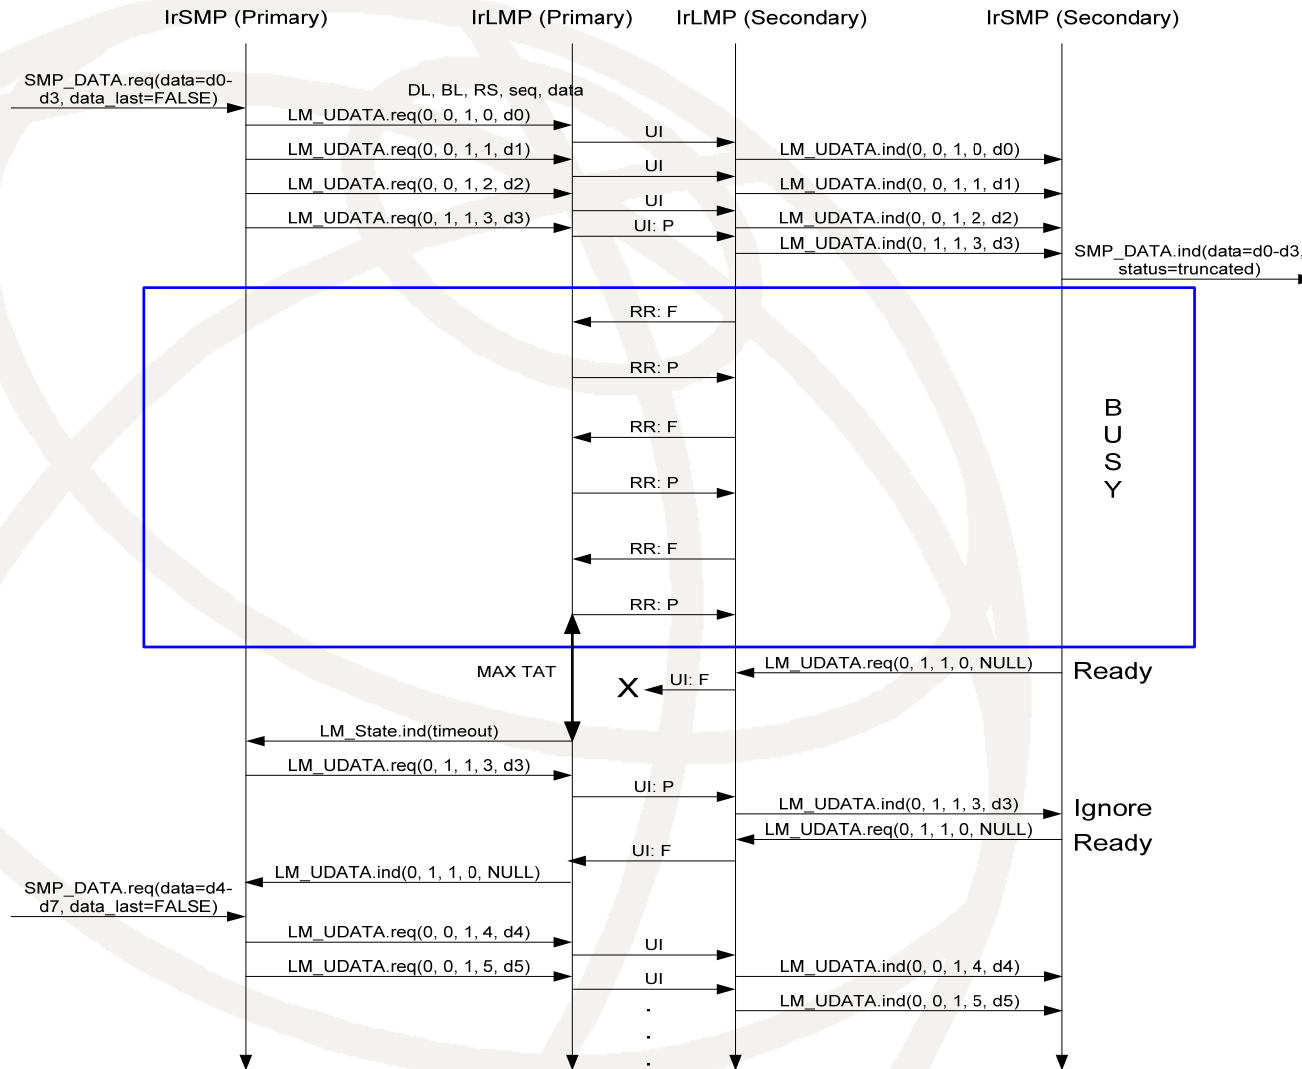 IrSMP (Primary) IrLMP (Primary) IrLMP (Secondary) IrSMP (Secondary)
SMP_DATA.req(data=d0-
d3, data_last=FALSE)
DL, BL, RS, seq, data
LM_UDATA.req(0, 0, 1, 0, d0)
UI
LM_UDATA.ind(0, 0, 1, 0, d0)
LM_UDATA.req(0, 0, 1, 1, d1)
UI
LM_UDATA.ind(0, 0, 1, 1, d1)
LM_UDATA.req(0, 0, 1, 2, d2)
UI
LM_UDATA.ind(0, 0, 1, 2, d2)
LM_UDATA.req(0, 1, 1, 3, d3)
UI: P
LM_UDATA.ind(0, 1, 1, 3, d3)
SMP_DATA.ind(data=d0-d3,
status=truncated)
RR: F
RR: P
RR: F
RR: P
RR: F
RR: P
B
U
S
Y
MAX TAT
LM_UDATA.req(0, 1, 1, 0, NULL)
Ready
X
UI: F
LM_State.ind(timeout)
LM_UDATA.req(0, 1, 1, 3, d3)
UI: P
LM_UDATA.ind(0, 1, 1, 3, d3)
Ignore
LM_UDATA.req(0, 1, 1, 0, NULL)
Ready
UI: F
LM_UDATA.ind(0, 1, 1, 0, NULL)
SMP_DATA.req(data=d4-
d7, data_last=FALSE)
LM_UDATA.req(0, 0, 1, 4, d4)
UI
LM_UDATA.ind(0, 0, 1, 4, d4)
LM_UDATA.req(0, 0, 1, 5, d5)
UI
LM_UDATA.ind(0, 0, 1, 5, d5)
.
.
.